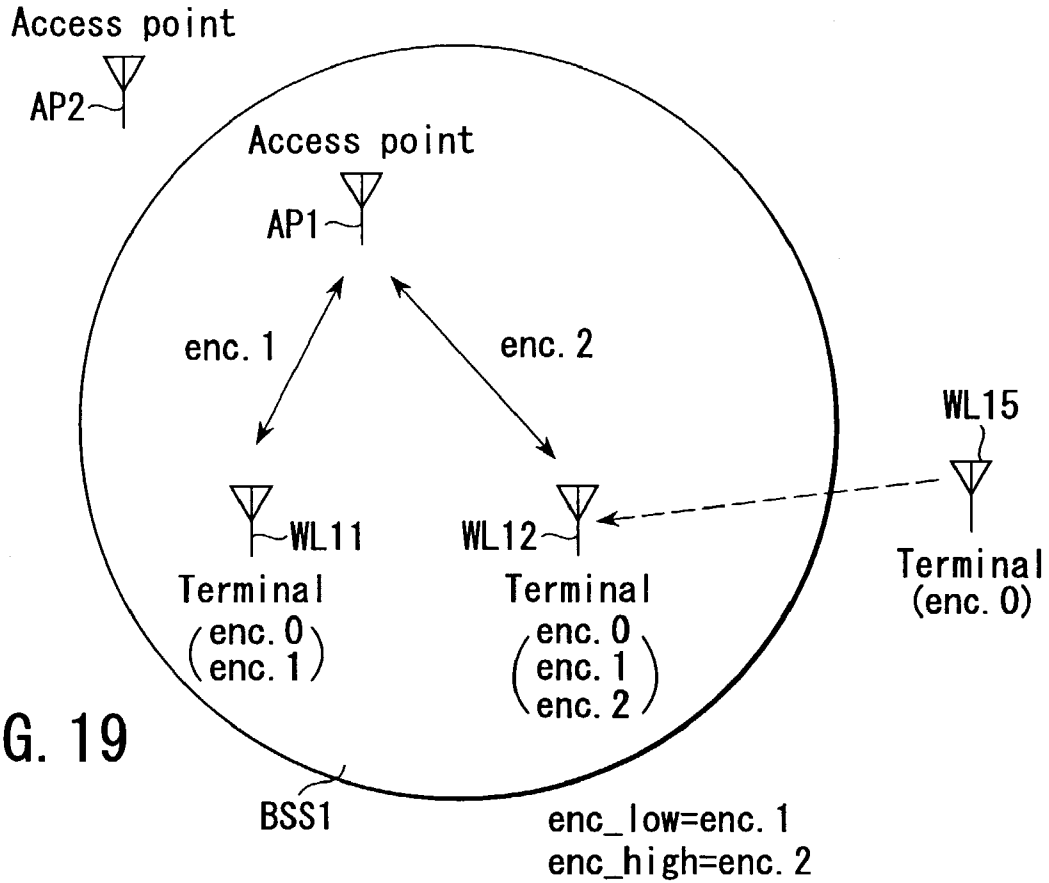 Access point
AP2
Access point
AP1
enc. 1
enc. 2
WL15
WL11
WL12
Terminal
(enc. 0)
Terminal
(enc. 0
enc. 1)
Terminal
(enc. 0
enc. 1
enc. 2)
G. 19
BSS1
enc_low=enc. 1
enc_high=enc. 2